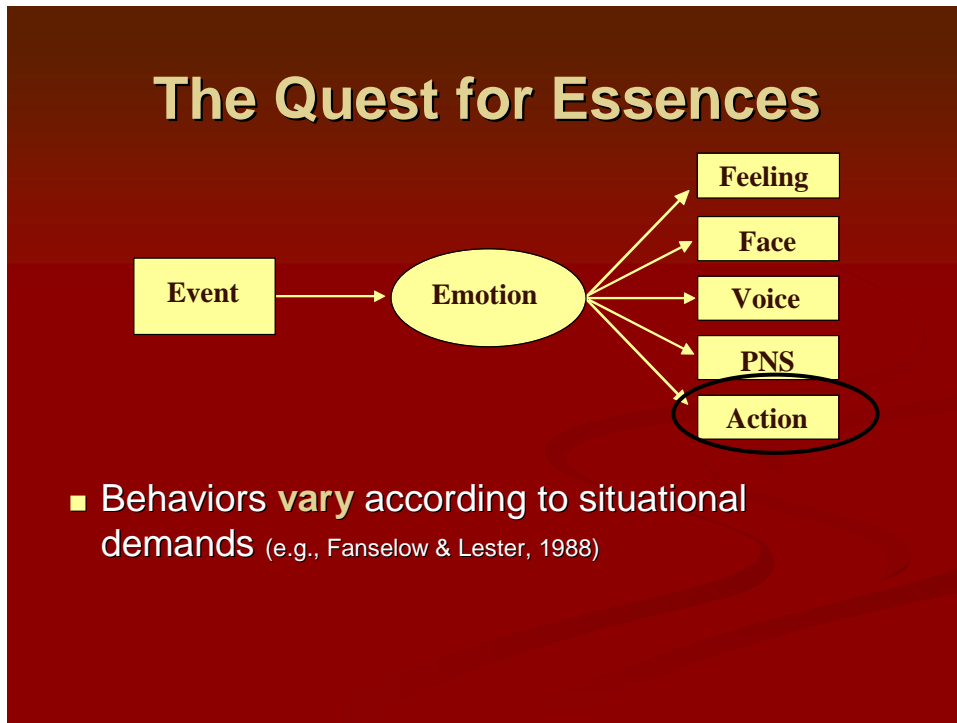 The Quest for Essences
Feeling
Face
Event
Emotion
Voice
PNS
Action
Behaviors vary according to situational
demands (e.g., Fanselow & Lester, 1988)